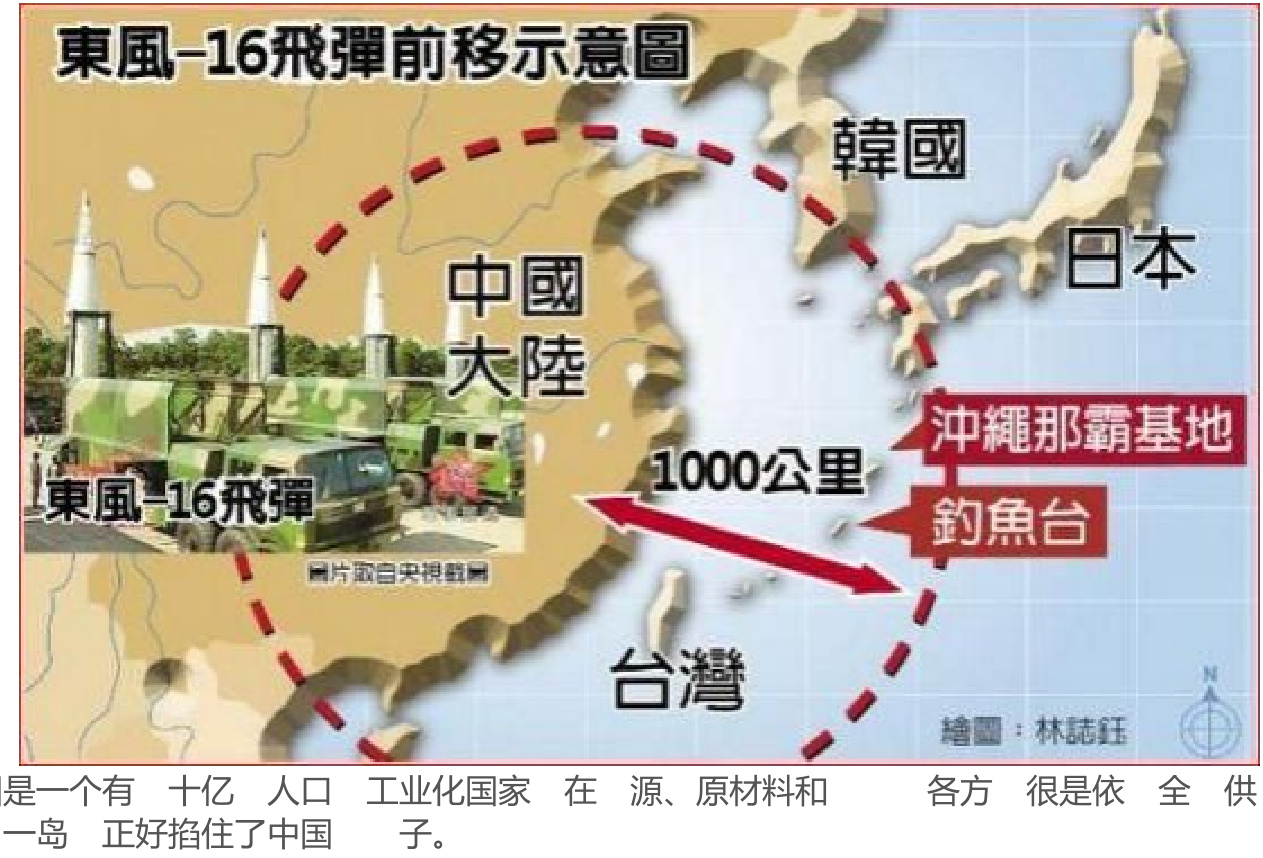 東風-16飛彈前移示意圖
韓國
日本
中國
大陸
沖繩那霸基地
1000公里
東風-16飛彈
釣魚台
圖片取自央視截圖
台灣
N
繪圖：林誌鈺
是一个有 十亿 人口 工业化国家 在 源、原材料和 各方 很是依 全 供
一岛 正好掐住了中国 子。